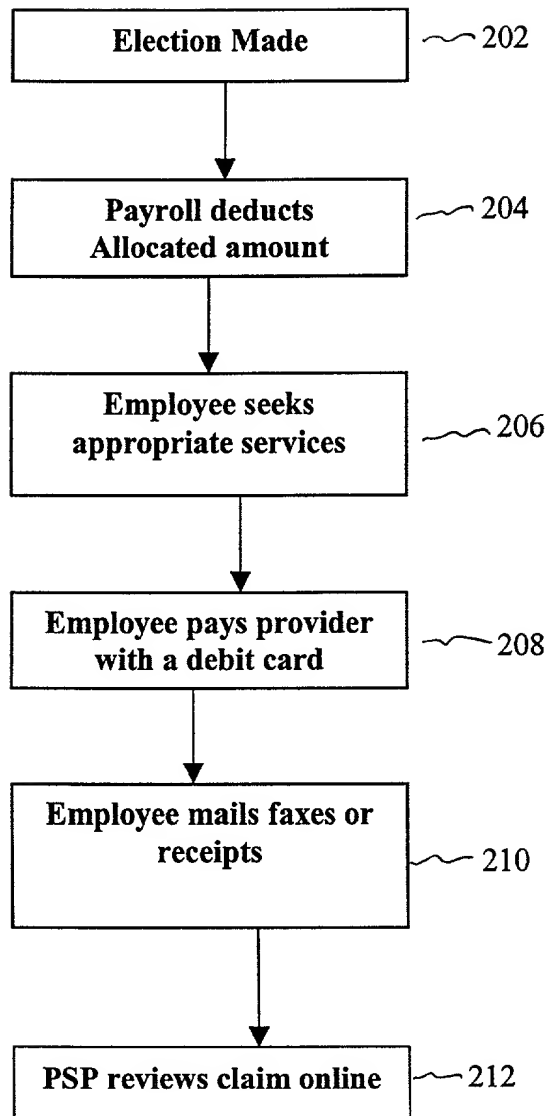 Election Made
202
Payroll deducts
Allocated amount
204
Employee seeks
appropriate services
206
Employee pays provider
with a debit card
208
Employee mails faxes or
receipts
210
PSP reviews claim online
212